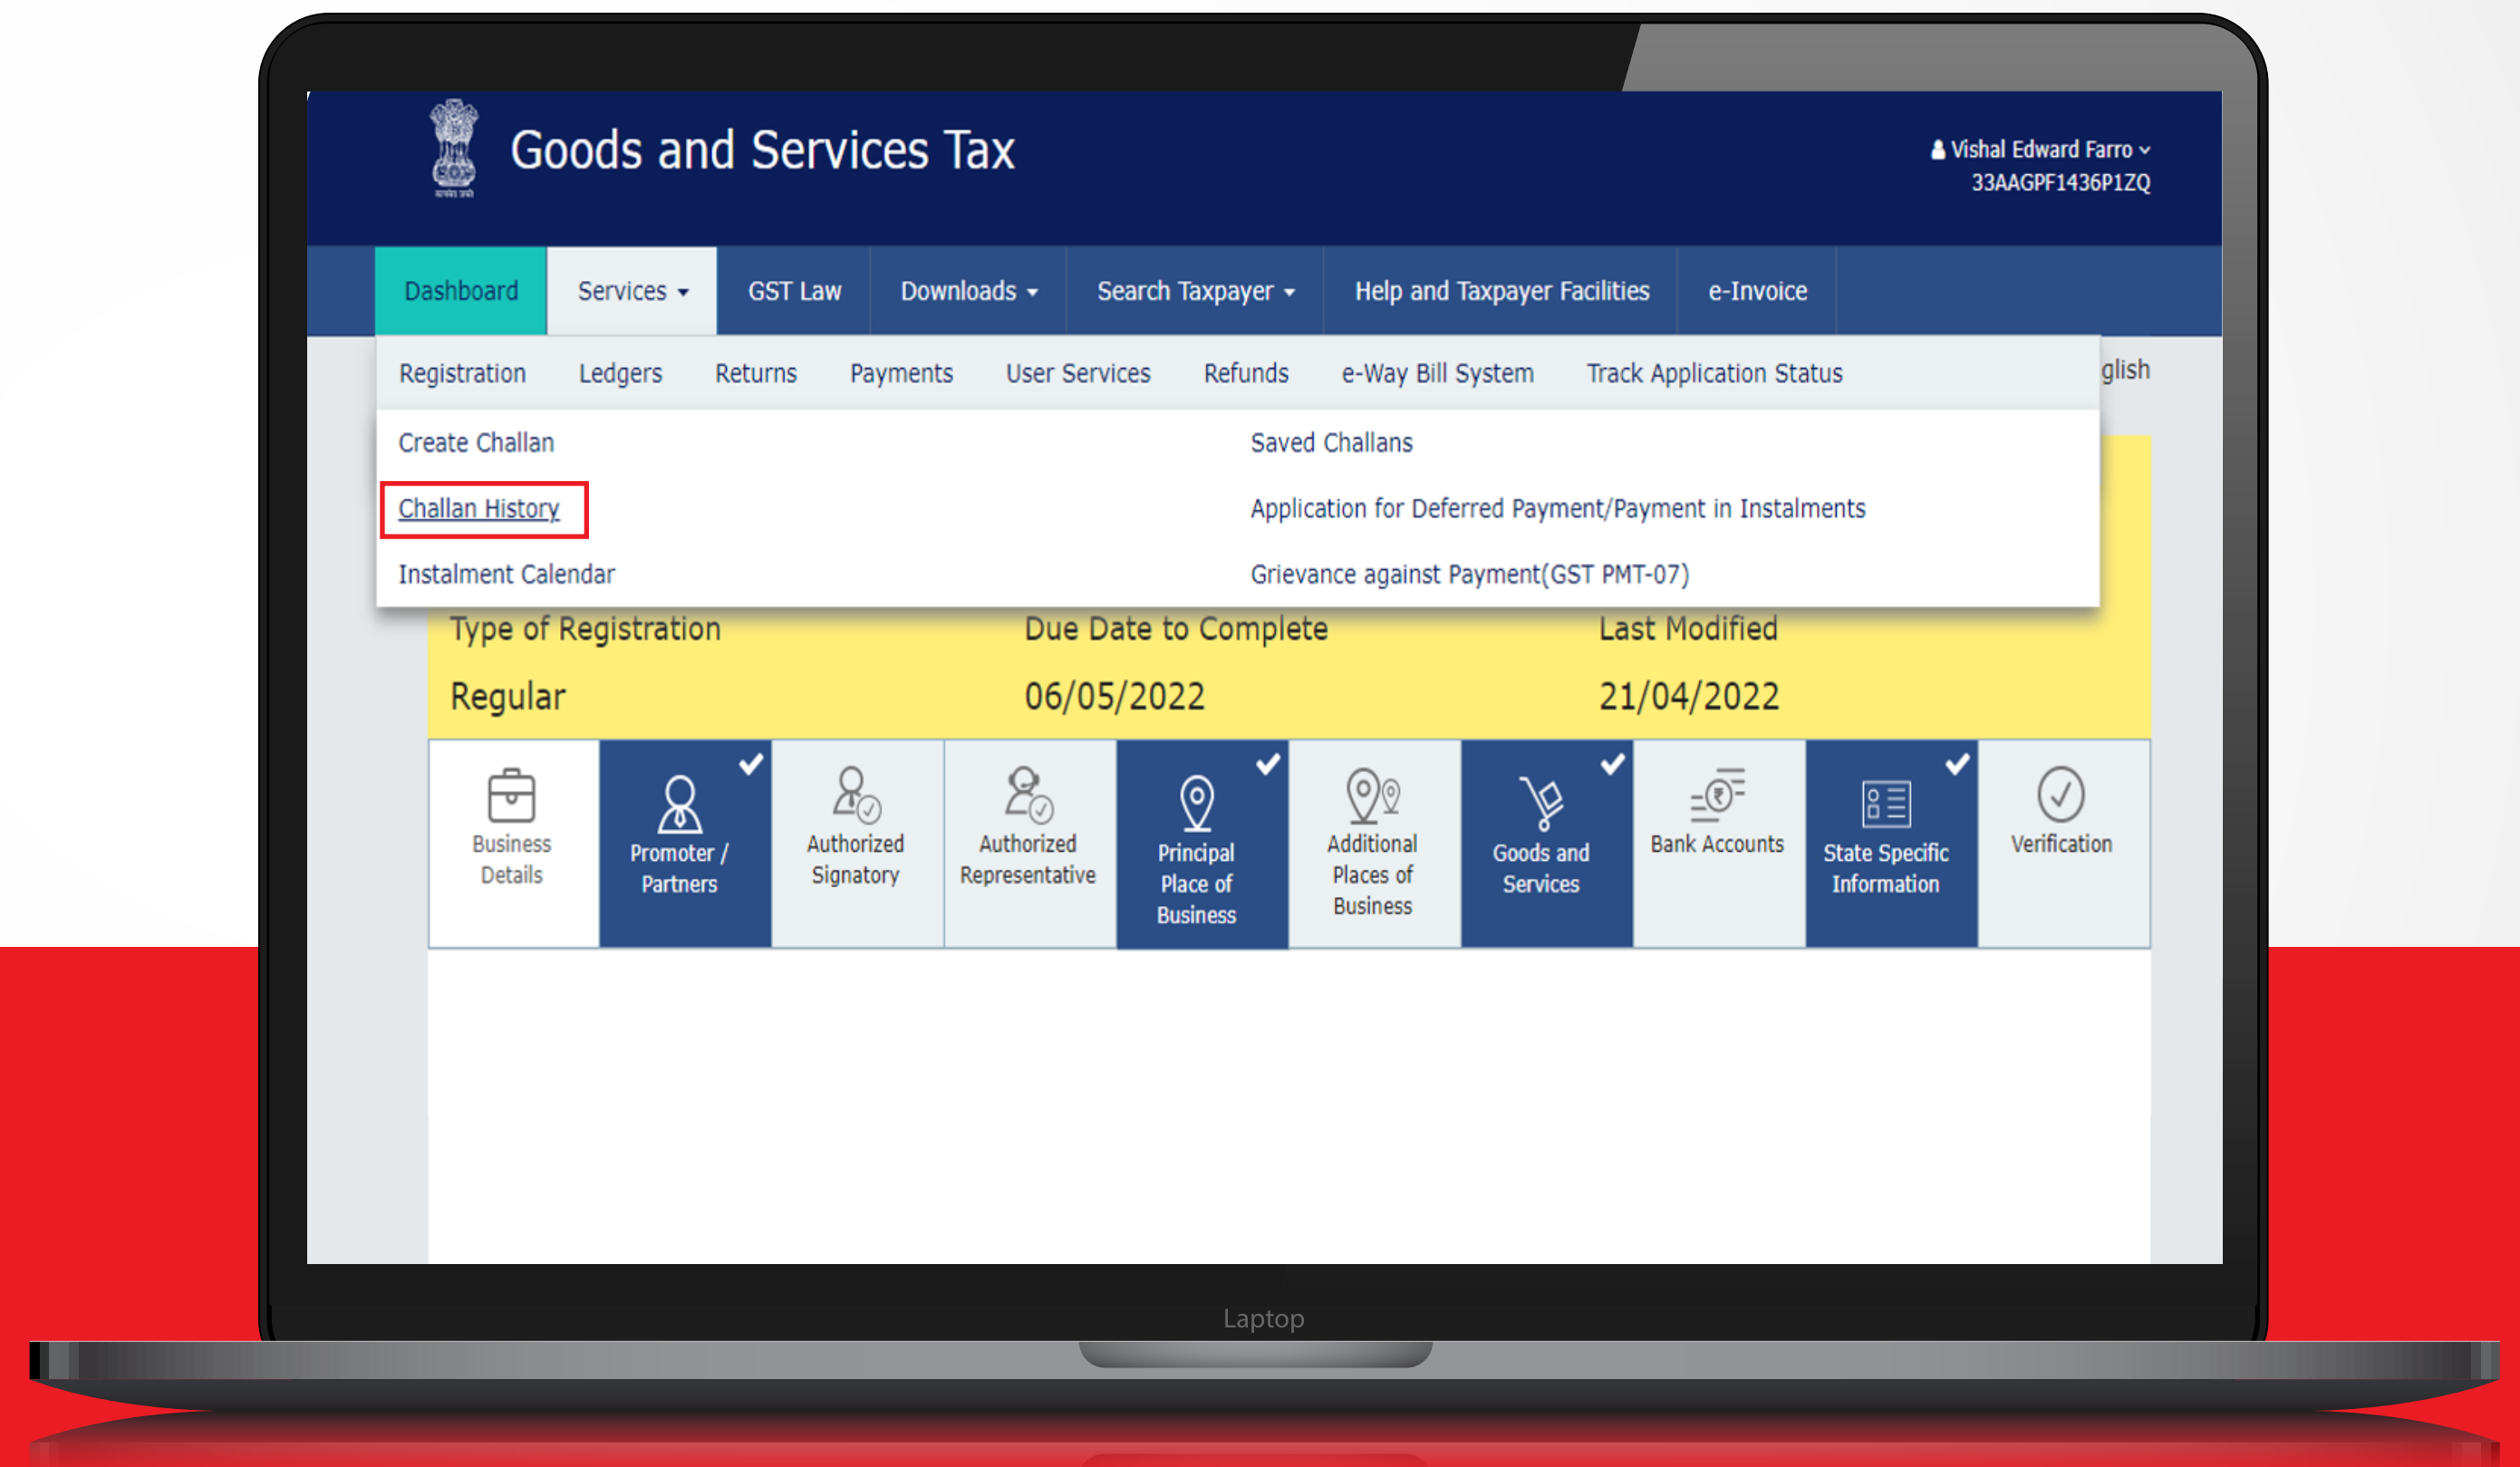 Goods and Services Tax
Vishal Edward Farro
33AAGPF1436P1ZQ
Dashboard Services GST Law Downloads Search Taxpayer Help and Taxpayer Facilities e-Invoice
Registration Ledgers Returns Payments User Services Refunds e-Way Bill System Track Application Status glish
Create Challan Saved Challans
Challan History Application for Deferred Payment/Payment in Instalments
Instalment Calendar Grievance against Payment(GST PMT-07)
Type of Registration Due Date to Complete Last Modified
Regular 06/05/2022 21/04/2022
Business
Details
Promoter /
Partners
Authorized
Signatory
Authorized
Representative
Principal
Place of
Business
Additional
Places of
Business
Goods and
Services
Bank Accounts
State Specific
Information
Verification
Laptop